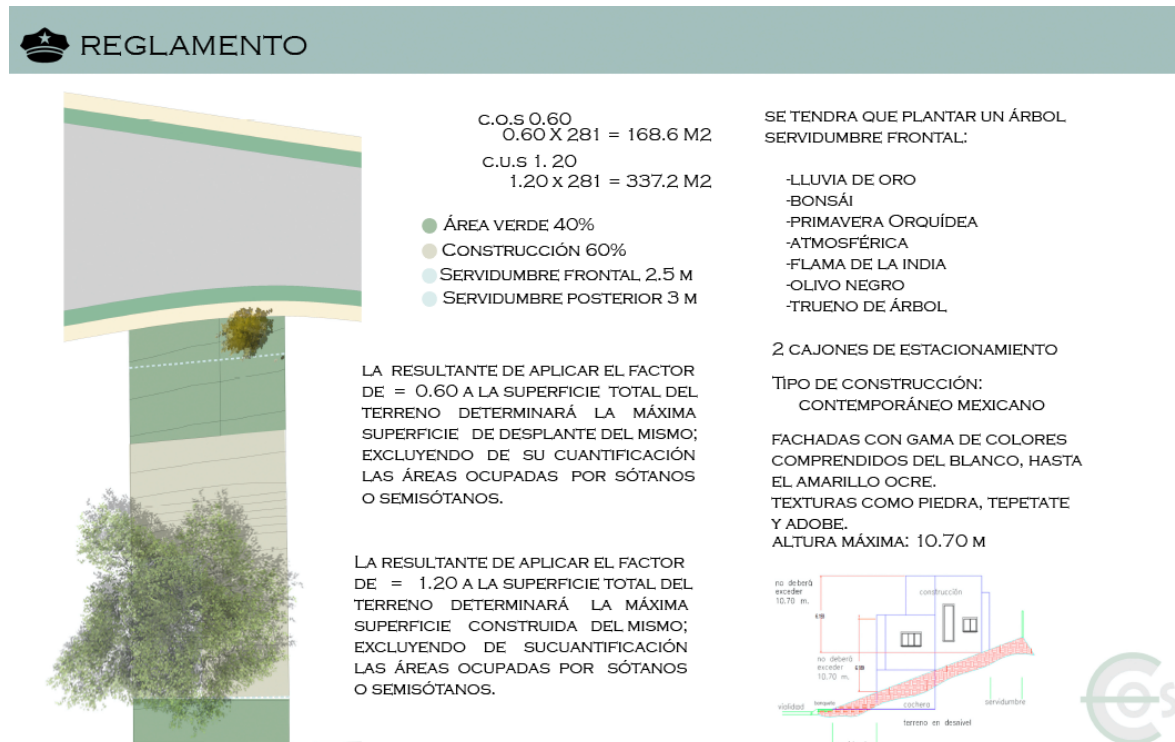 REGLAMENTO
C.O.S 0.60
0.60 X 281 = 168.6 M2
C.U.S 1. 20
1.20 X 281 = 337.2 M2
ÁREA VERDE 40%
CONSTRUCCIÓN 60%
SERVIDUMBRE FRONTAL 2.5 M
SERVIDUMBRE POSTERIOR 3 M
LA RESULTANTE DE APLICAR EL FACTOR
DE = 0.60 A LA SUPERFICIE TOTAL DEL
TERRENO DETERMINARÁ LA MÁXIMA
SUPERFICIE DE DESPLANTE DEL MISMO;
EXCLUYENDO DE SU CUANTIFICACIÓN
LAS ÁREAS OCUPADAS POR SÓTANOS
O SEMISÓTANOS.
LA RESULTANTE DE APLICAR EL FACTOR
DE = 1.20 A LA SUPERFICIE TOTAL DEL
TERRENO DETERMINARÁ LA MÁXIMA
SUPERFICIE CONSTRUIDA DEL MISMO;
EXCLUYENDO DE SUCUANTIFICACIÓN
LAS ÁREAS OCUPADAS POR SÓTANOS
O SEMISÓTANOS.
SE TENDRA QUE PLANTAR UN ÁRBOL
SERVIDUMBRE FRONTAL:
-LLUVIA DE ORO
-BONSÁI
-PRIMAVERA ORQUÍDEA
-ATMOSFÉRICA
-FLAMA DE LA INDIA
-OLIVO NEGRO
-TRUENO DE ÁRBOL
2 CAJONES DE ESTACIONAMIENTO
TIPO DE CONSTRUCCIÓN:
CONTEMPORÁNEO MEXICANO
FACHADAS CON GAMA DE COLORES
COMPRENDIDOS DEL BLANCO, HASTA
EL AMARILLO OCRE.
TEXTURAS COMO PIEDRA, TEPETATE
Y ADOBE.
ALTURA MÁXIMA: 10.70 M
no deberá
exceder
10.70 m.
construcción
no deberá
exceder
10.70 m.
vialidad
banqueta
cochera
servidumbre
terreno en desnivel